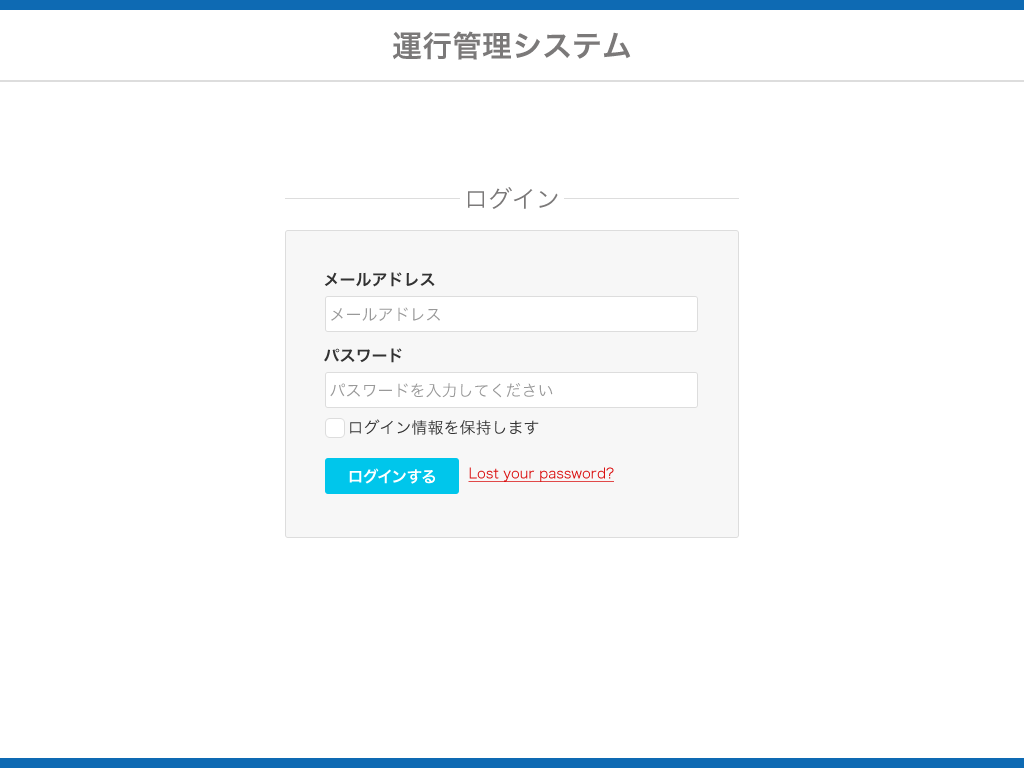 運行管理システム
ログイン
メールアドレス
メールアドレス
パスワード
パスワードを入力してください
ログイン情報を保持します
ログインする Lost your password?